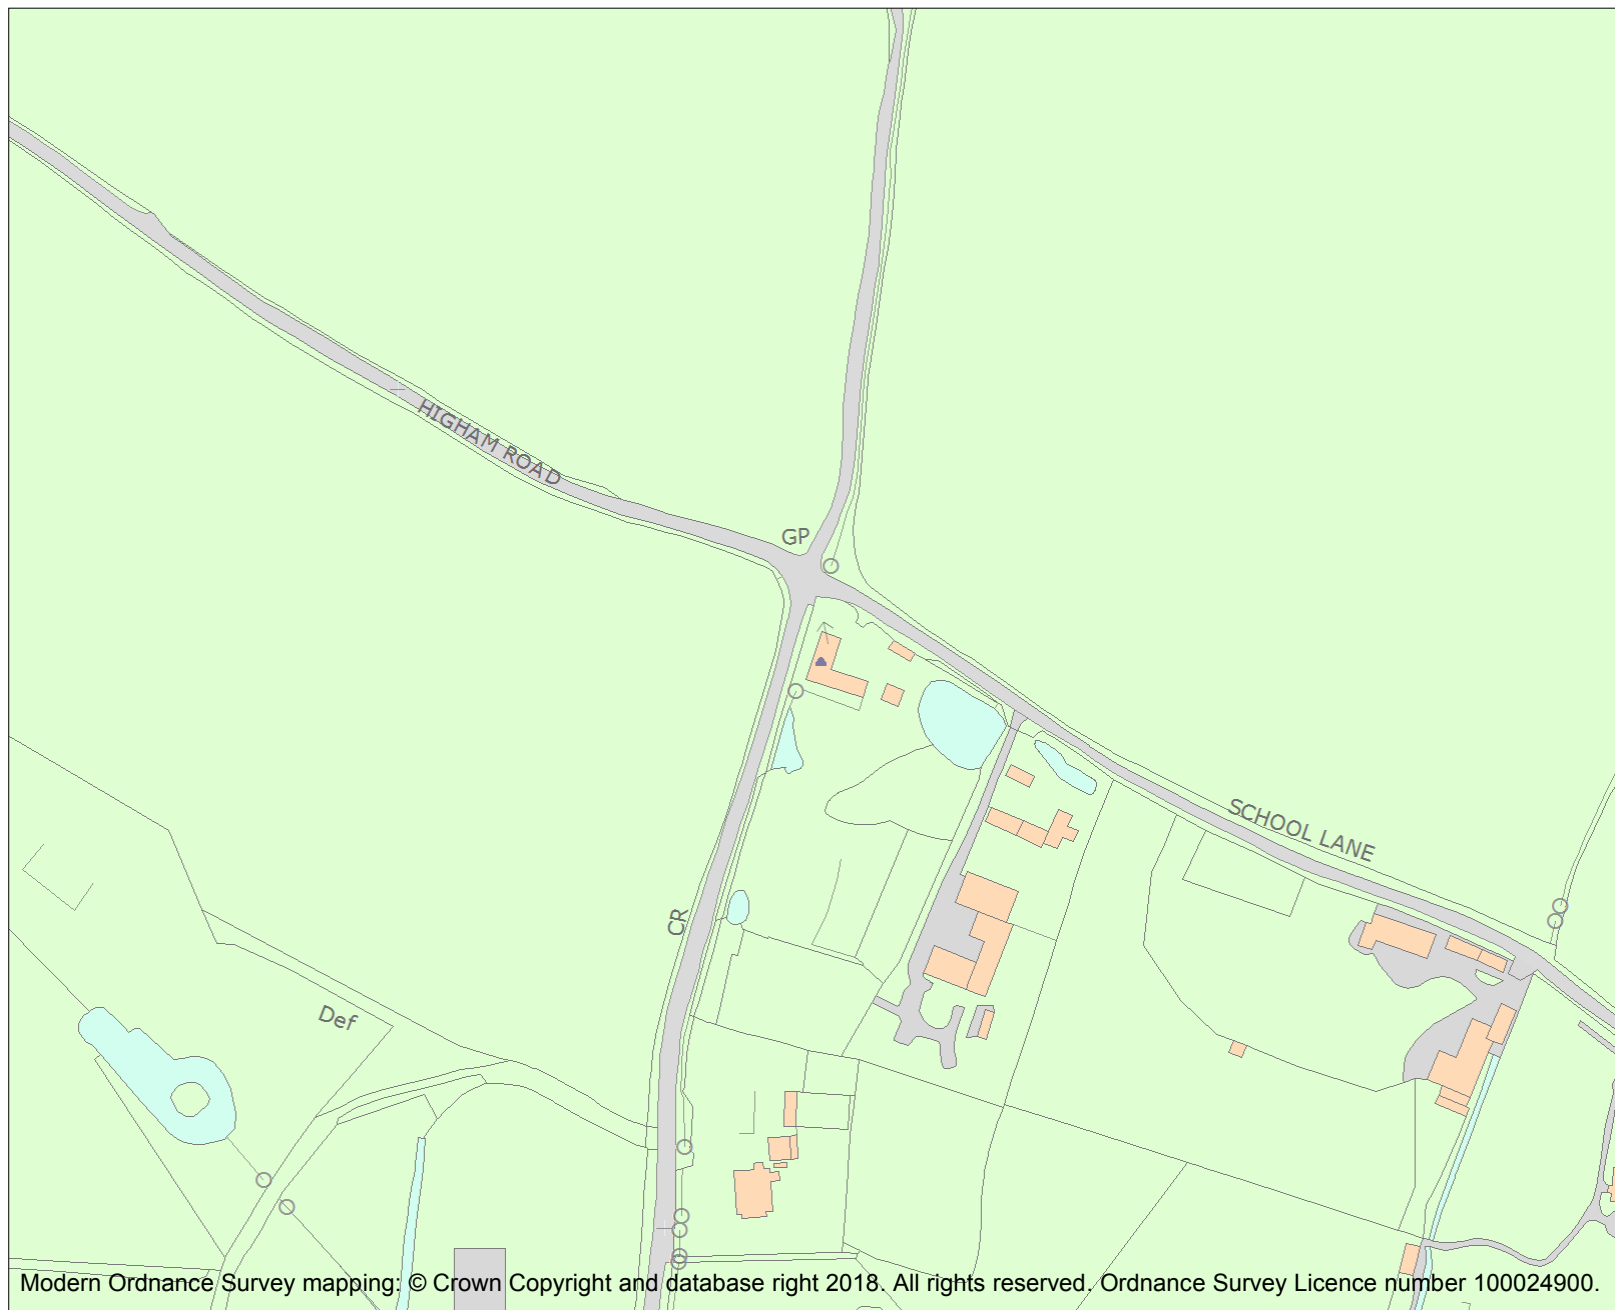 HIGHAM ROAD
GP
SCHOOL LANE
CR
Def
Modern Ordnance Survey mapping: © Crown Copyright and database right 2018. All rights reserved. Ordnance Survey Licence number 100024900.